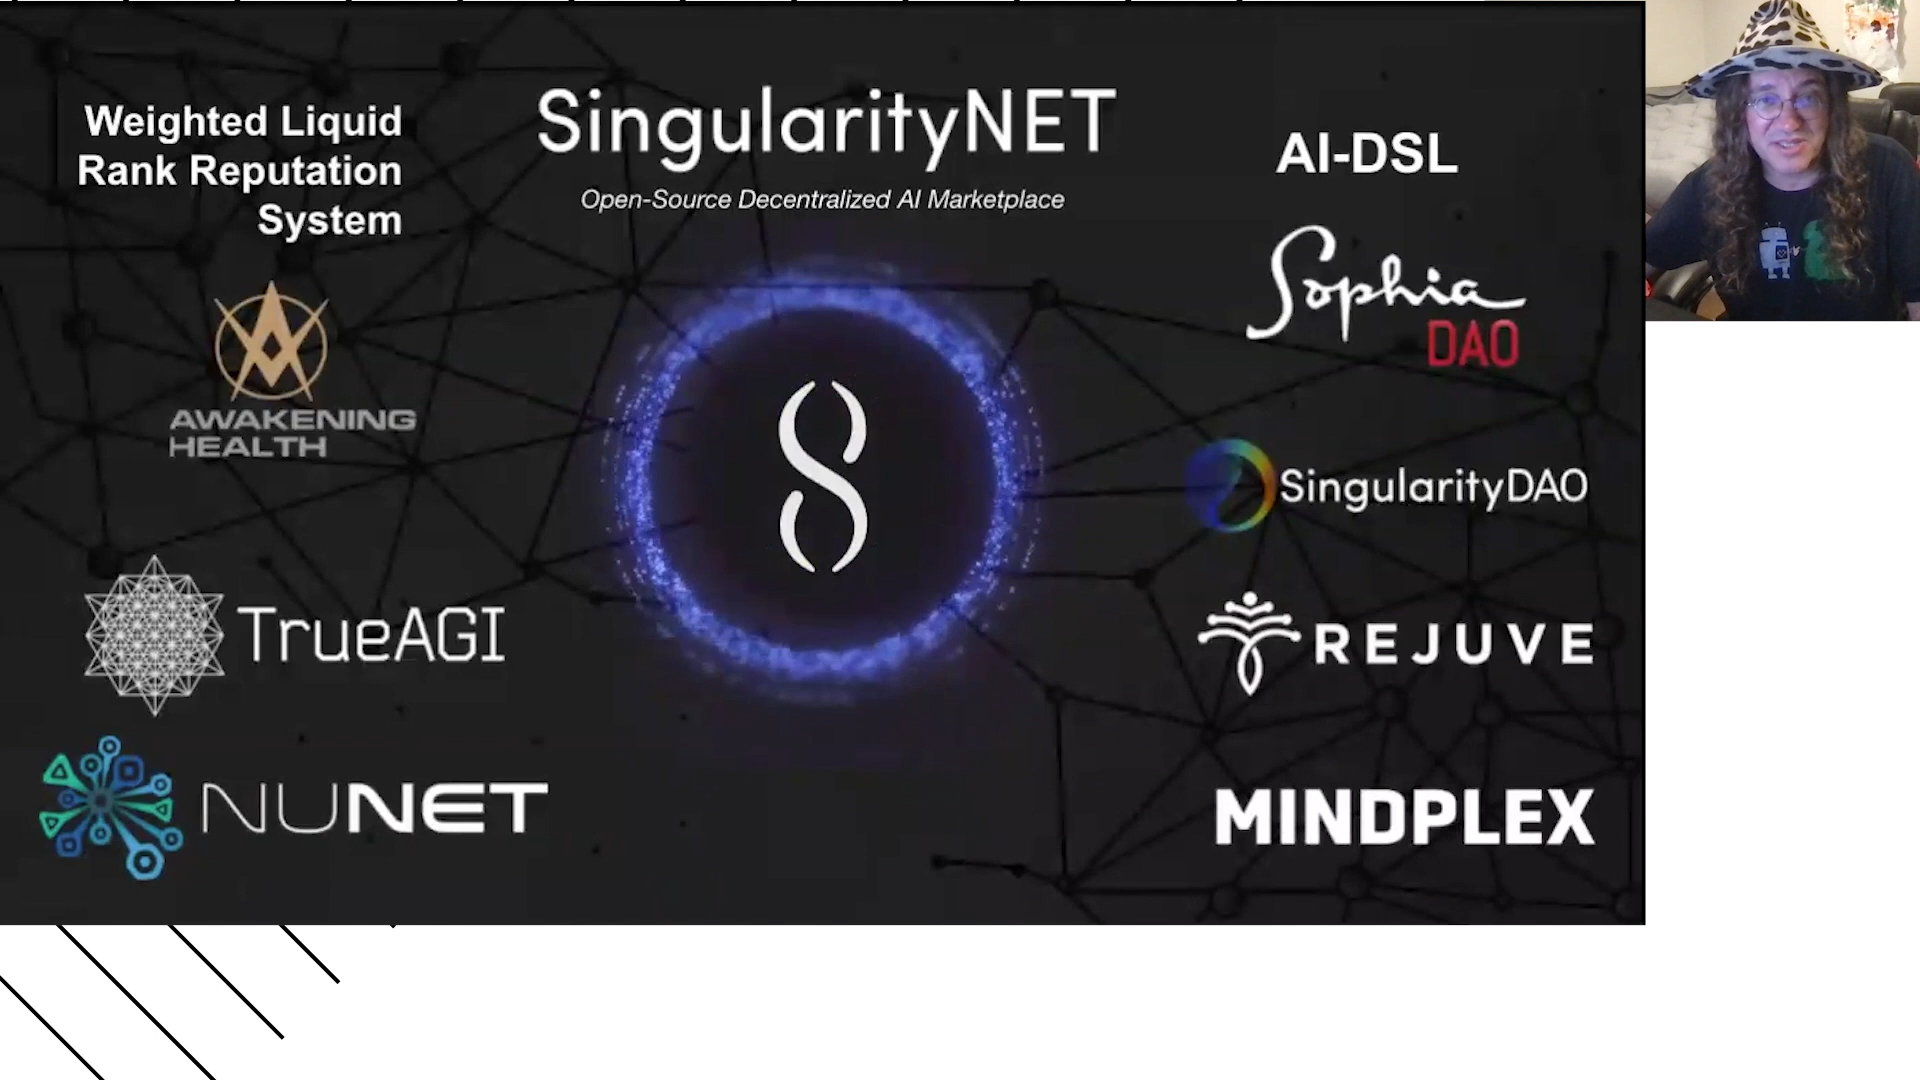 Weighted Liquid
Rank Reputation
System
SingularityNET
Open-Source Decentralized AI Marketplace
AI-DSL
Sophia
DAO
AWAKENING
HEALTH
SingularityDAO
TrueAGI
REJUVE
NUNET
MINDPLEX